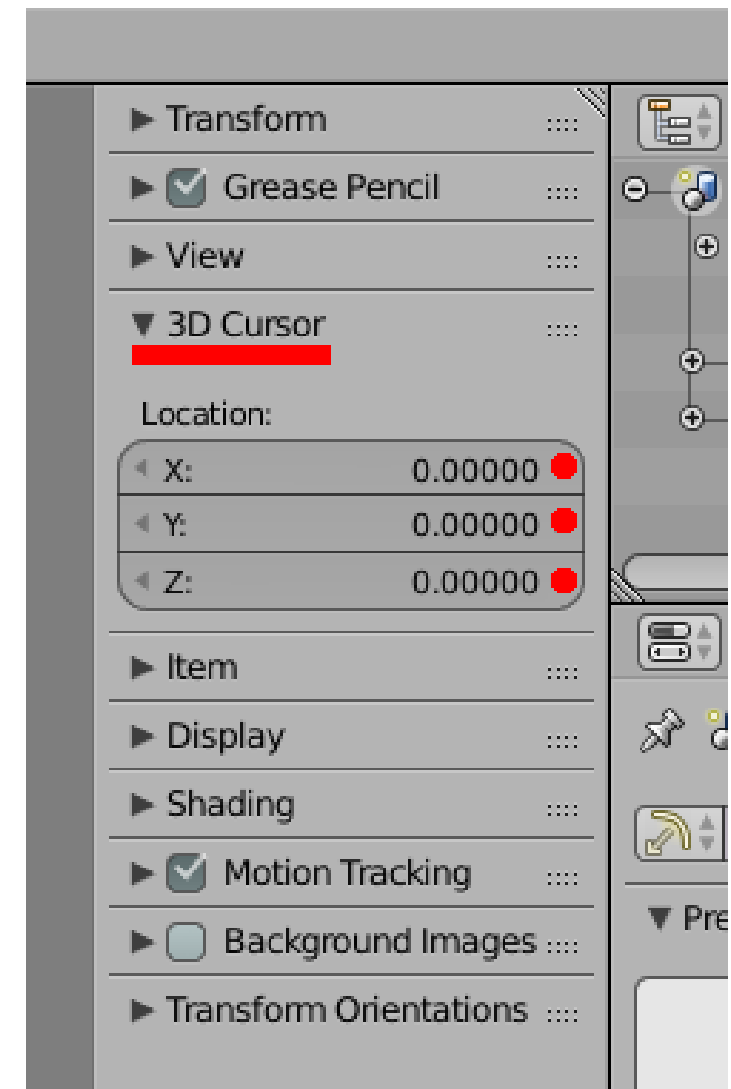 Transform
Grease Pencil
View
3D Cursor
Location:
X: 0.00000
Y: 0.00000
Z: 0.00000
Item
Display
Shading
Motion Tracking
Background Images
Transform Orientations
Pre